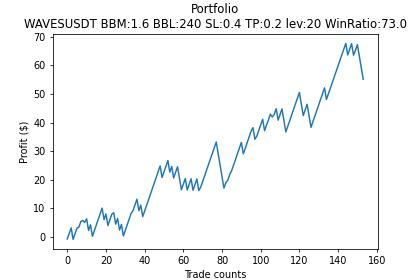 Portfolio
WAVESUSDT BBM:1.6 BBL:240 SL:0.4 TP:0.2 lev:20 WinRatio:73.0
70
60
50
40
30
20
10
0
Profit ($)
0 20 40 60 80 100 120 140 160
Trade counts